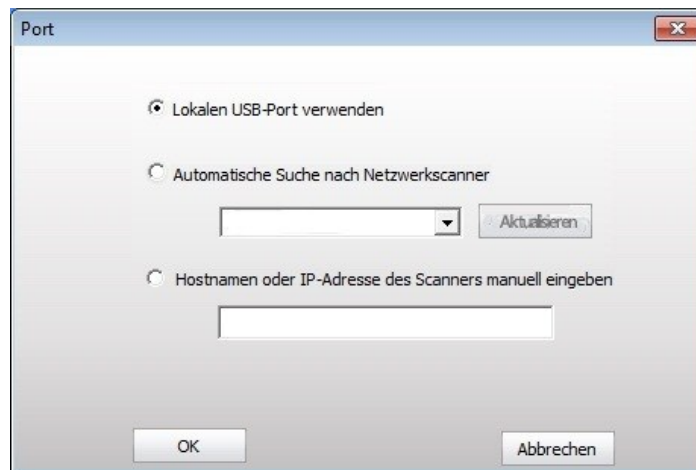 Port
Lokalen USB-Port verwenden
Automatische Suche nach Netzwerkscanner
Aktualisieren
Hostnamen oder IP-Adresse des Scanners manuell eingeben
OK
Abbrechen